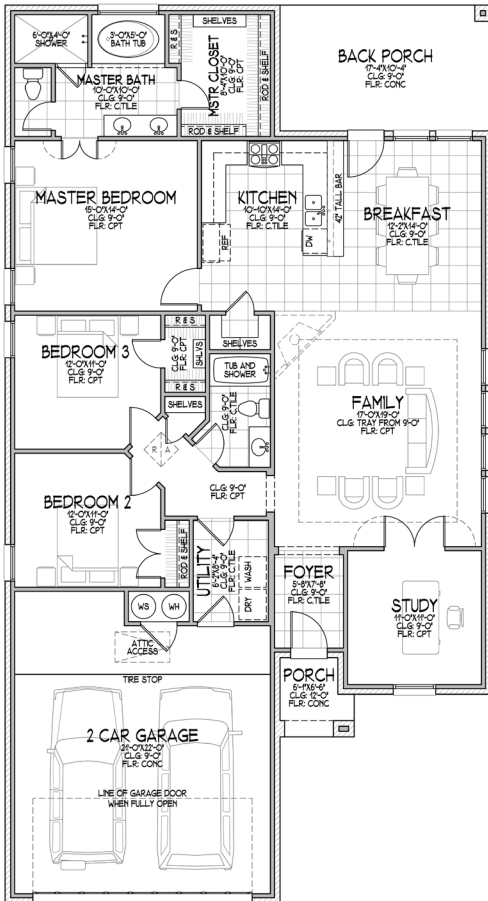 6'-0"X4'-0"
SHOWER
3'-0"X5'-0"
BATH TUB
R & S
SHELVES
MSTR CLOSET
CLG: 9'-0"
FLR: CPT
ROD & SHELF
ROD & SHELF
MASTER BATH
10'-0"X10'-0"
CLG: 9'-0"
FLR: C.TILE
BACK PORCH
17'-4"X10'-4"
CLG: 9'-0"
FLR: CONC
MASTER BEDROOM
15'-0"X14'-0"
CLG: 9'-0"
FLR: CPT
KITCHEN
10'-10"X14'-0"
CLG: 9'-0"
FLR: C.TILE
REF
DW
42" TALL BAR
BREAKFAST
12'-2"X14'-0"
CLG: 9'-0"
FLR: C.TILE
SHELVES
BEDROOM 3
12'-0"X11'-0"
CLG: 9'-0"
FLR: CPT
R & S
CLG: 9'-0"
FLR: CPT
SHLVS
R & S
SHELVES
TUB AND
SHOWER
CLG: 9'-0"
FLR: C.TILE
R A
FAMILY
17'-0"X19'-0"
CLG: TRAY FROM 9'-0"
FLR: CPT
CLG: 9'-0"
FLR: CPT
BEDROOM 2
12'-0"X11'-0"
CLG: 9'-0"
FLR: CPT
ROD & SHELF
UTILITY
6'-2"X8'-4"
CLG: 9'-0"
FLR: C.TILE
DRY
WASH
FOYER
5'-8"X7'-8"
CLG: 9'-0"
FLR: C.TILE
STUDY
11'-0"X11'-0"
CLG: 9'-0"
FLR: CPT
WS
WH
ATTIC
ACCESS
PORCH
6'-1"X6'-6"
CLG: 12'-0"
FLR: CONC
TIRE STOP
2 CAR GARAGE
21'-0"X22'-0"
CLG: 9'-0"
FLR: CONC
LINE OF GARAGE DOOR
WHEN FULLY OPEN